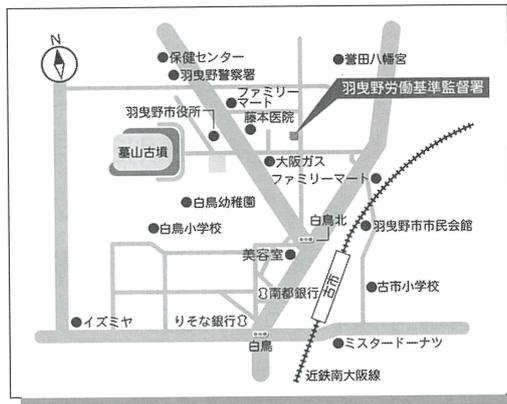 N
保健センター
誉田八幡宮
羽曳野警察署
ファミリー
マート
羽曳野労働基準監督署
羽曳野市役所
藤本医院
墓山古墳
大阪ガス
ファミリーマート
白鳥幼稚園
白鳥北
白鳥小学校
羽曳野市市民会館
美容室
古市
南都銀行
古市小学校
イズミヤ
りそな銀行
白鳥
ミスタードーナツ
近鉄南大阪線